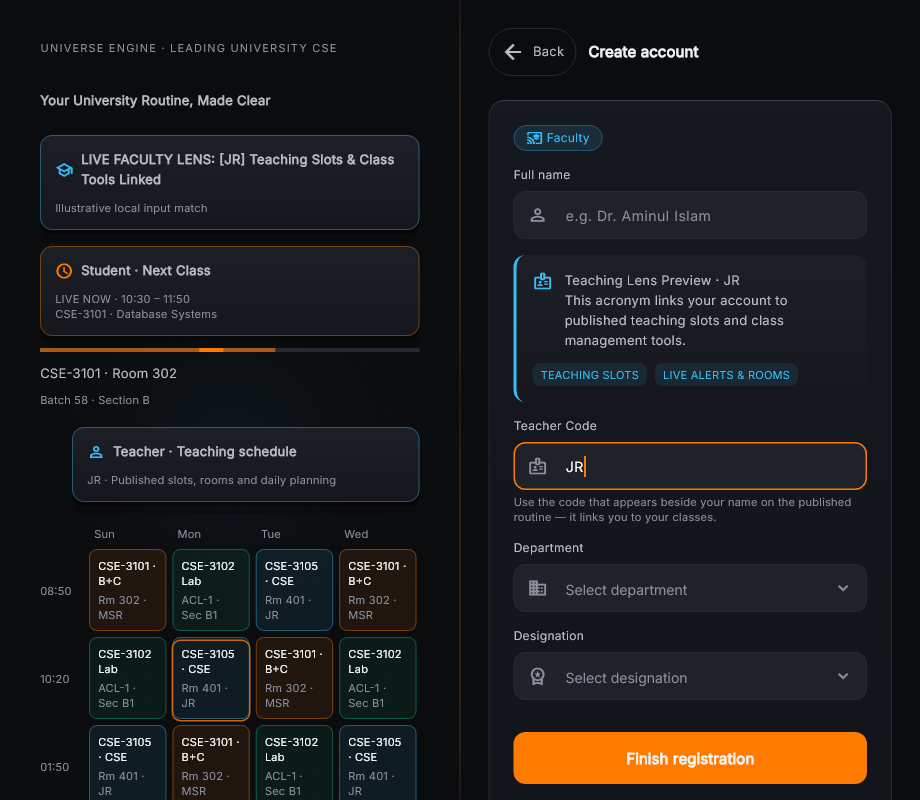 UNIVERSE ENGINE · LEADING UNIVERSITY CSE
Your University Routine, Made Clear
LIVE FACULTY LENS: [JR] Teaching Slots & Class
Tools Linked
Illustrative local input match
Student · Next Class
LIVE NOW · 10:30 – 11:50
CSE-3101 · Database Systems
CSE-3101 · Room 302
Batch 58 · Section B
Teacher · Teaching schedule
JR · Published slots, rooms and daily planning
Sun Mon Tue Wed
08:50
CSE-3101 ·
B+C
Rm 302 ·
MSR
CSE-3102
Lab
ACL-1 ·
Sec B1
CSE-3105
· CSE
Rm 401 ·
JR
CSE-3101 ·
B+C
Rm 302 ·
MSR
10:20
CSE-3102
Lab
ACL-1 ·
Sec B1
CSE-3105
· CSE
Rm 401 ·
JR
CSE-3101 ·
B+C
Rm 302 ·
MSR
CSE-3102
Lab
ACL-1 ·
Sec B1
01:50
CSE-3105
· CSE
Rm 401 ·
JR
CSE-3101 ·
B+C
Rm 302 ·
MSR
CSE-3102
Lab
ACL-1 ·
Sec B1
CSE-3105
· CSE
Rm 401 ·
JR
Back
Create account
Faculty
Full name
e.g. Dr. Aminul Islam
Teaching Lens Preview · JR
This acronym links your account to
published teaching slots and class
management tools.
TEACHING SLOTS LIVE ALERTS & ROOMS
Teacher Code
JR
Use the code that appears beside your name on the published
routine — it links you to your classes.
Department
Select department
Designation
Select designation
Finish registration